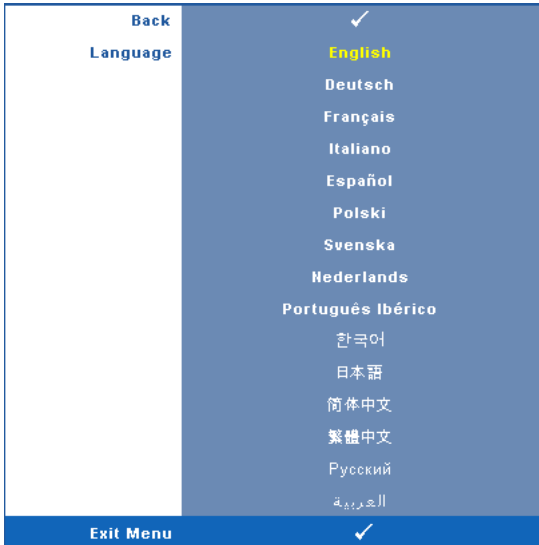 Back ✓
Language English
Deutsch
Français
Italiano
Español
Polski
Svenska
Nederlands
Português Ibérico
한국어
日本語
简体中文
繁體中文
Русский
العربية
Exit Menu ✓